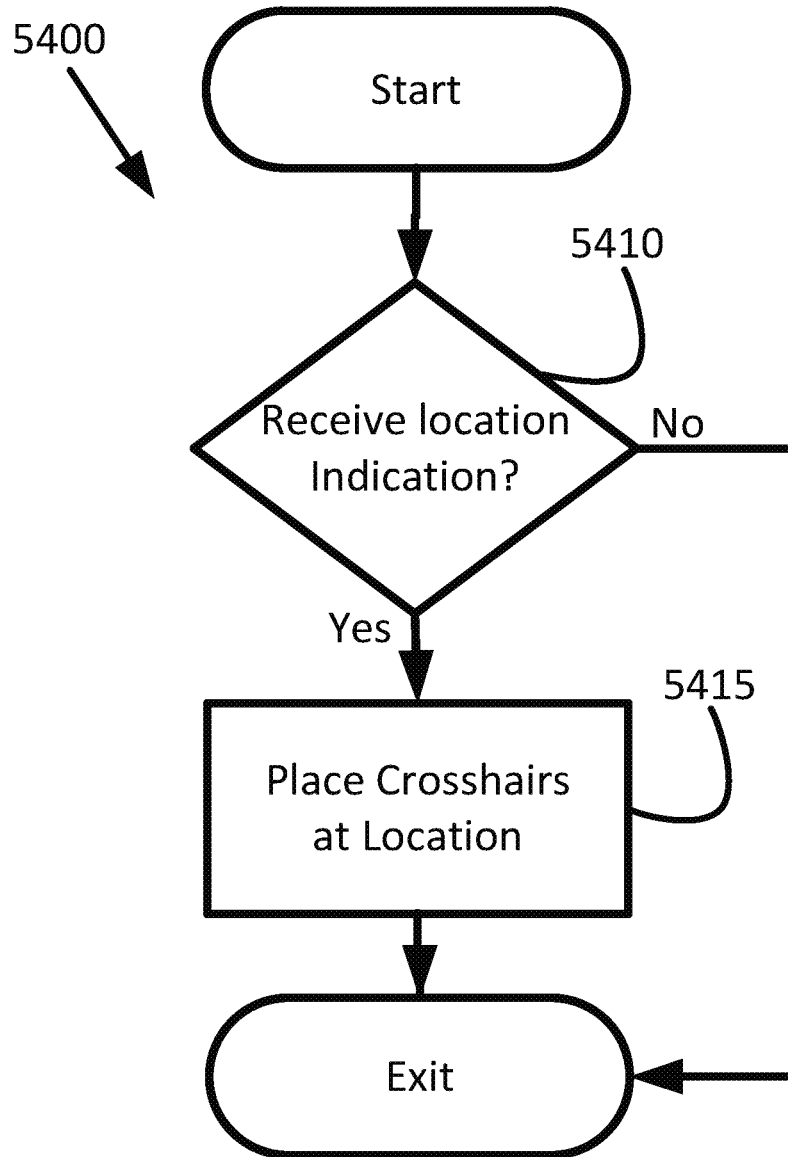 5400
Start
5410
Receive location
Indication?
No
Yes
5415
Place Crosshairs
at Location
Exit